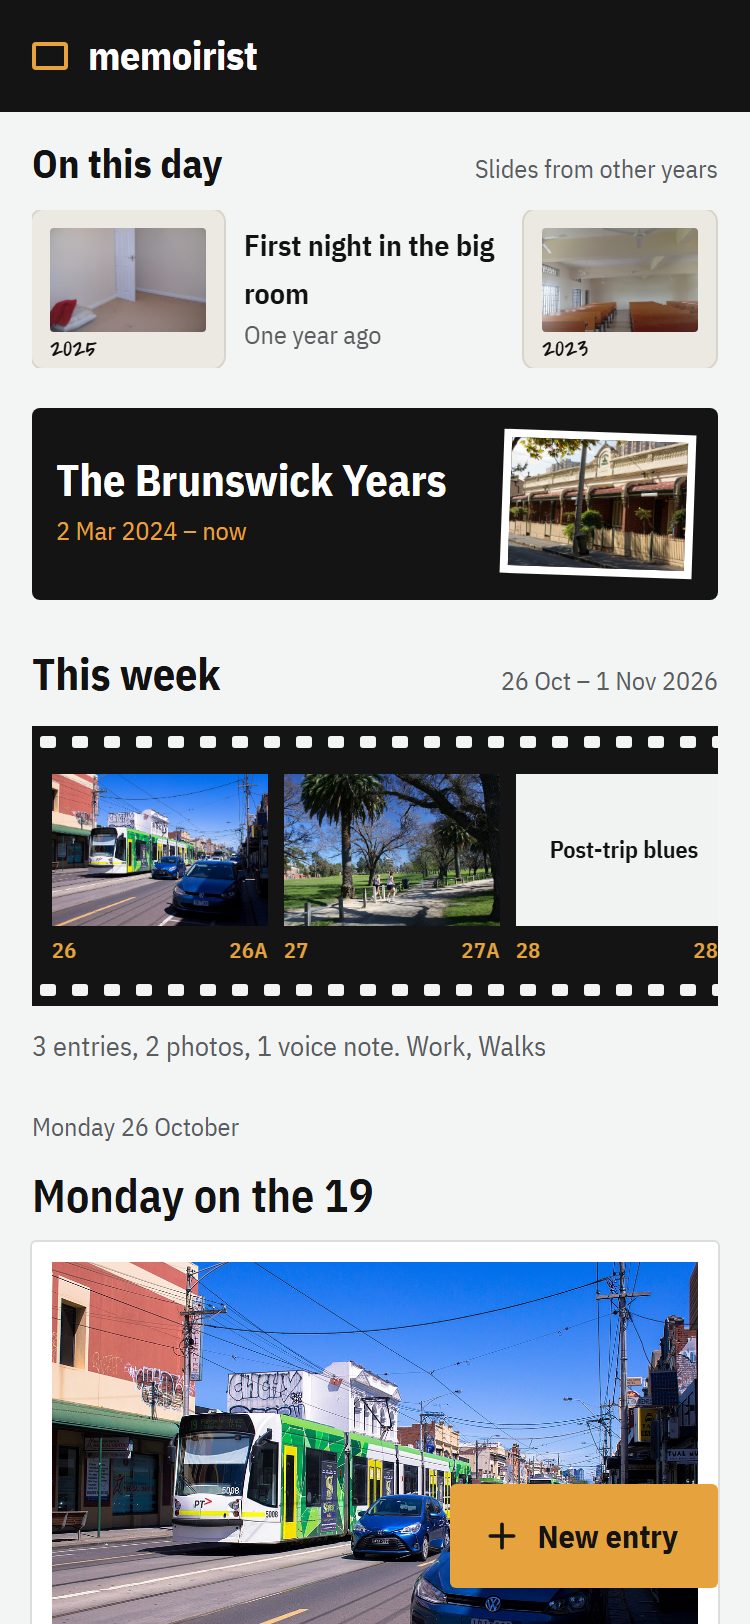 memoirist
On this day
Slides from other years
2025
First night in the big
room
One year ago
2023
The Brunswick Years
2 Mar 2024 – now
This week
26 Oct – 1 Nov 2026
Post-trip blues
26 26A 27 27A 28 28
3 entries, 2 photos, 1 voice note. Work, Walks
Monday 26 October
Monday on the 19
PT>
5008
5008
+ New entry